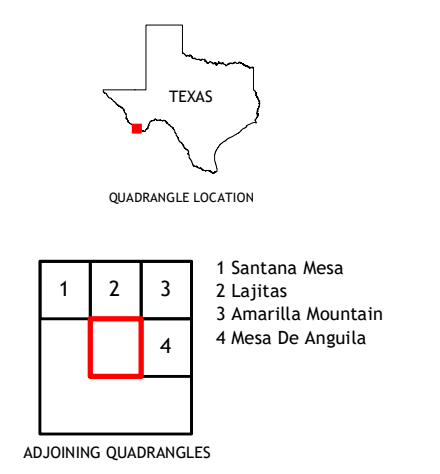 TEXAS
QUADRANGLE LOCATION
1 2 3
4
1 Santana Mesa
2 Lajitas
3 Amarilla Mountain
4 Mesa De Anguila
ADJOINING QUADRANGLES